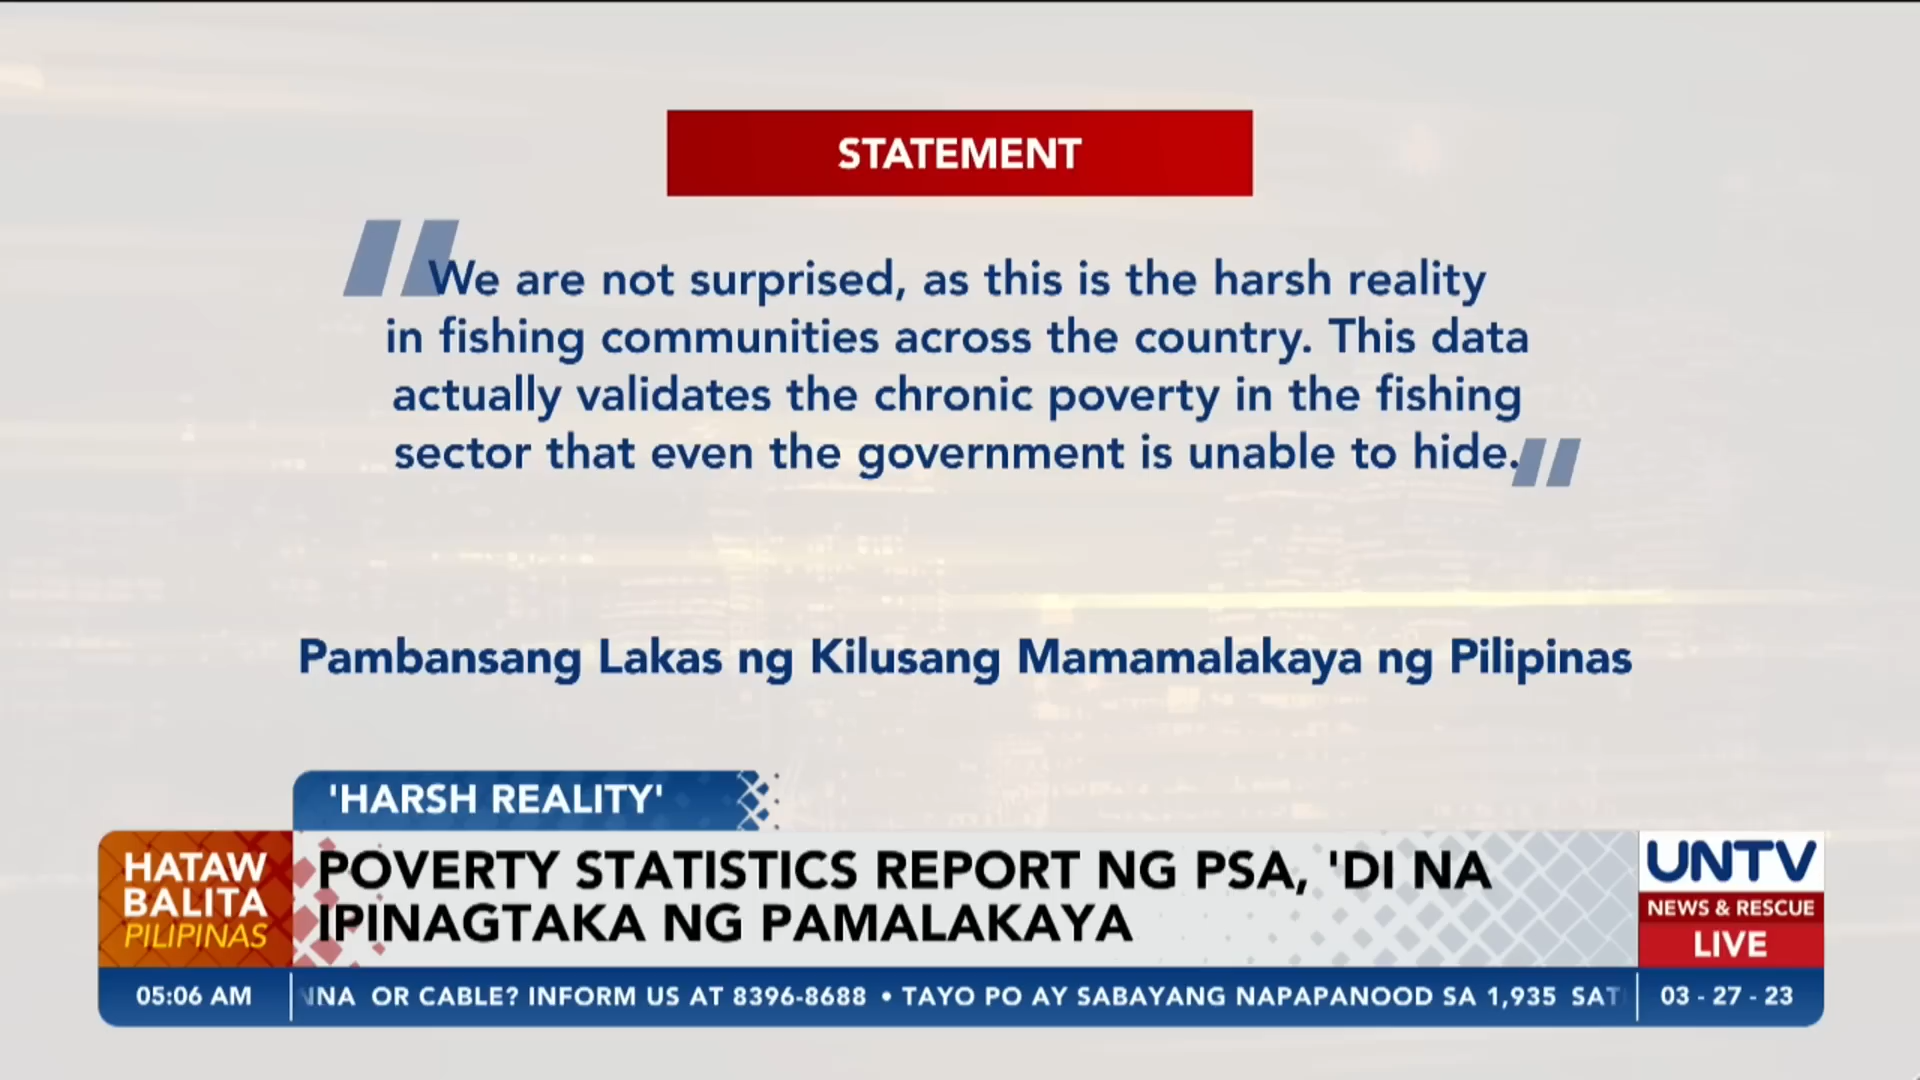 STATEMENT
"We are not surprised, as this is the harsh reality
in fishing communities across the country. This data
actually validates the chronic poverty in the fishing
sector that even the government is unable to hide."
Pambansang Lakas ng Kilusang Mamamalakaya ng Pilipinas
'HARSH REALITY'
HATAW
BALITA
PILIPINAS
POVERTY STATISTICS REPORT NG PSA, 'DI NA
IPINAGTAKA NG PAMALAKAYA
UNTV
NEWS & RESCUE
LIVE
05:06 AM
NNA OR CABLE? INFORM US AT 8396-8688 • TAYO PO AY SABAYANG NAPAPANOOD SA 1,935 SAT
03 - 27 - 23